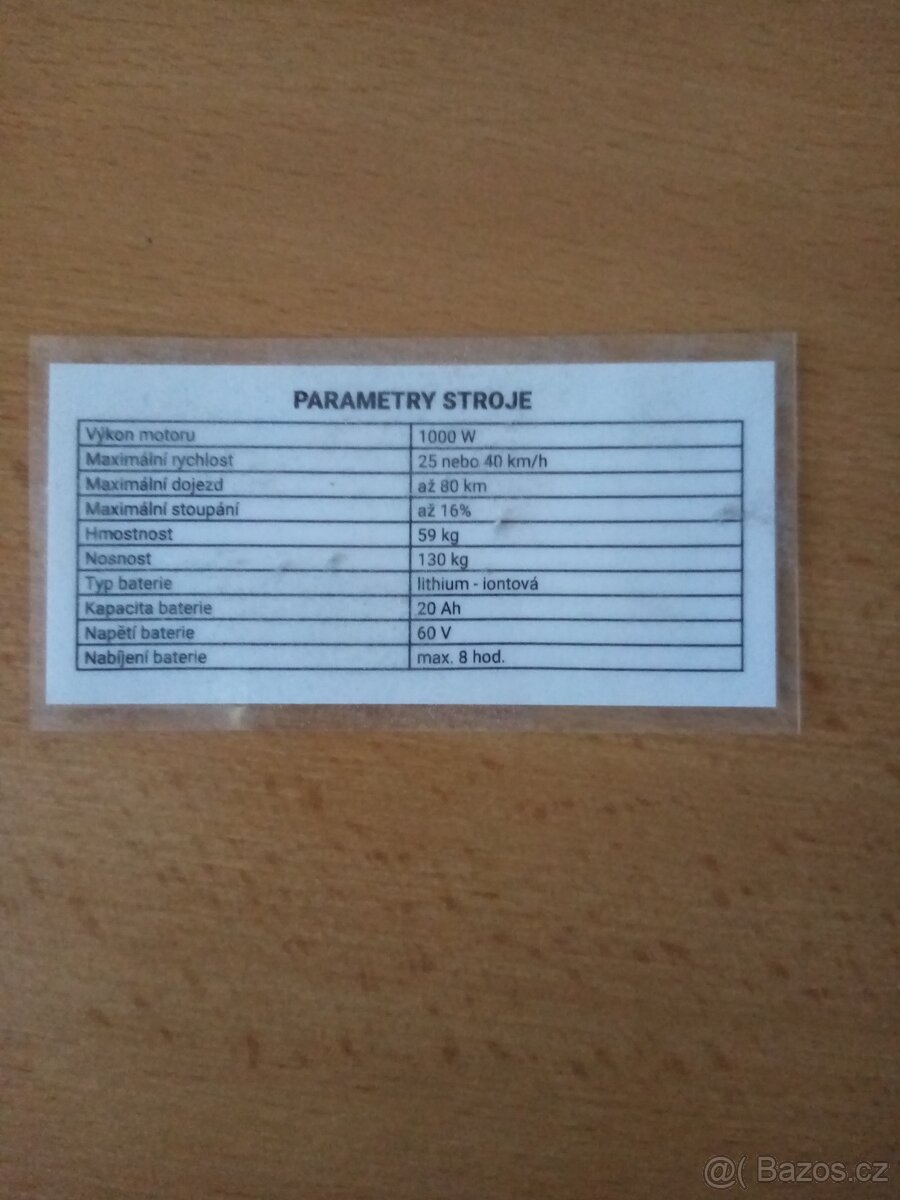 PARAMETRY STROJE
Výkon motoru 1000 W
Maximální rychlost 25 nebo 40 km/h
Maximální dojezd až 80 km
Maximální stoupání až 16%
Hmostnost 59 kg
Nosnost 130 kg
Typ baterie lithium - iontová
Kapacita baterie 20 Ah
Napětí baterie 60 V
Nabíjení baterie max. 8 hod.
@( Bazos.cz